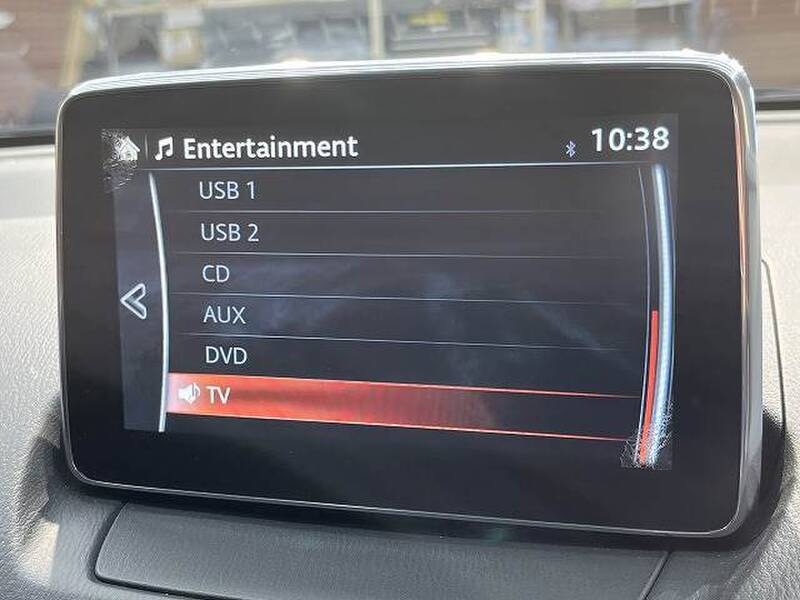 Entertainment 10:38
USB 1
USB 2
CD
AUX
DVD
TV